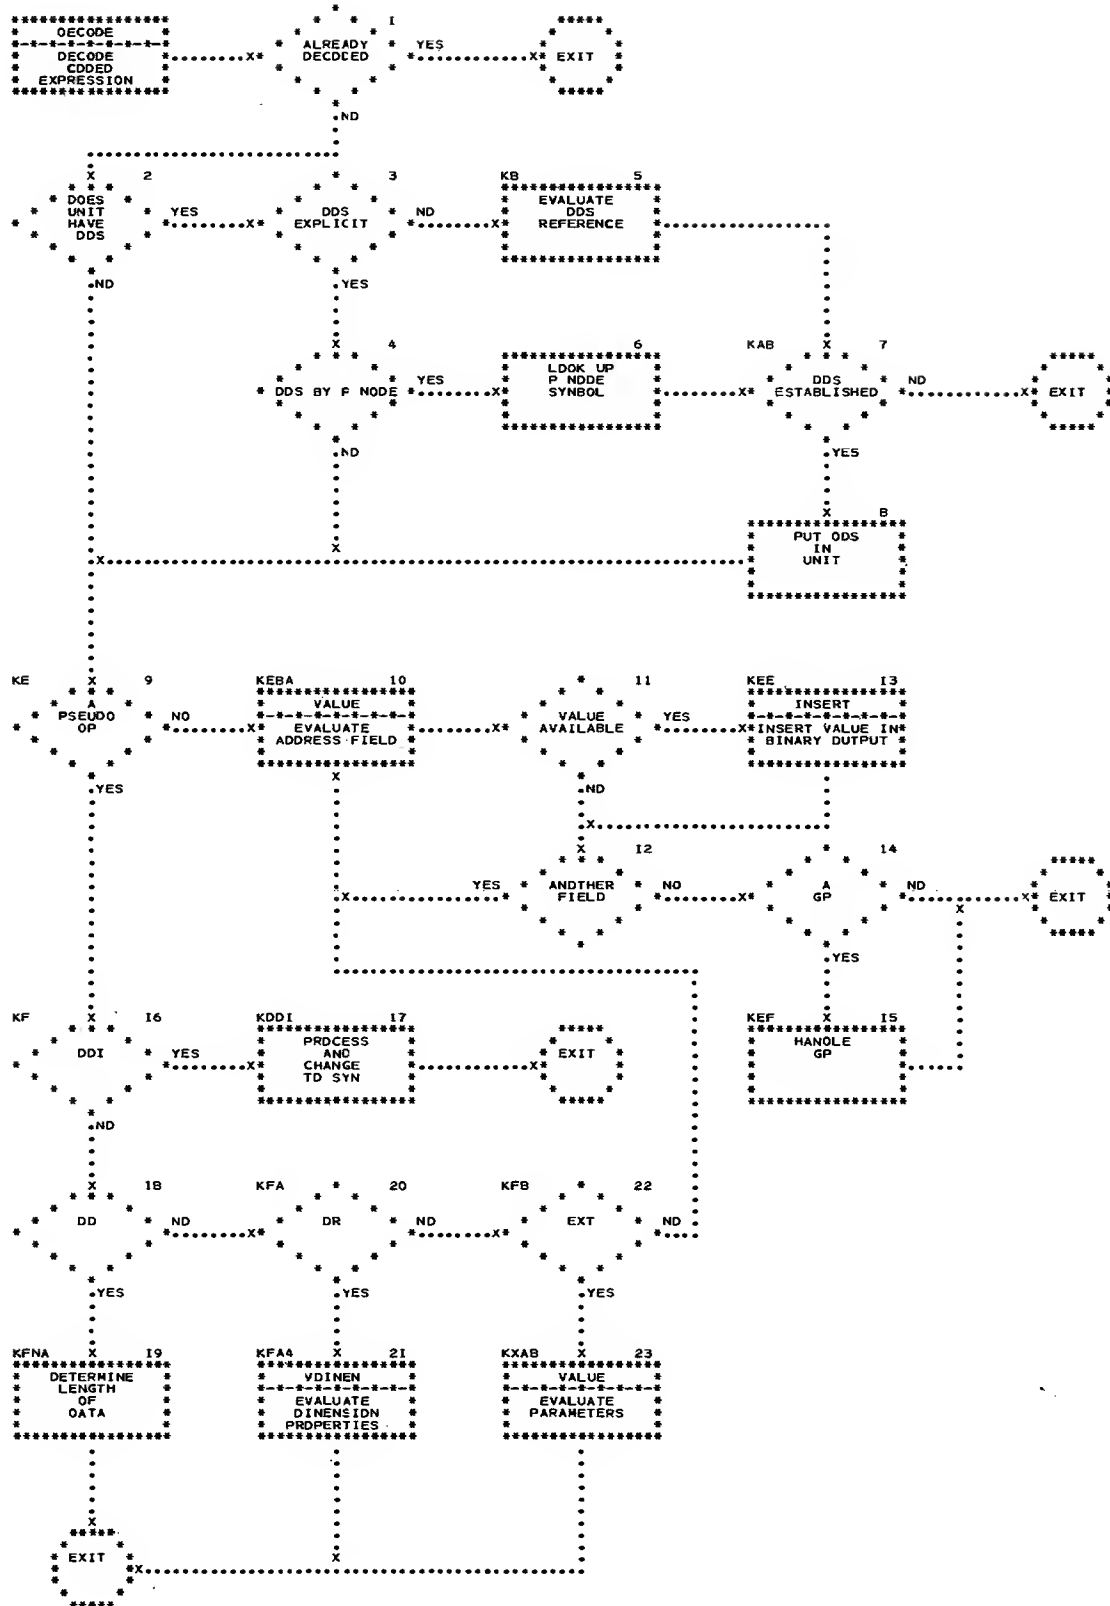 DECODE
DECODE
CODED
EXPRESSION
1
ALREADY
DECODED
YES
EXIT
NO
2
DOES
UNIT
HAVE
DDS
YES
NO
3
DDS
EXPLICIT
NO
YES
KB 5
EVALUATE
DDS
REFERENCE
4
DDS BY P NODE
YES
NO
6
LOOK UP
P NODE
SYNBOL
KAB 7
DDS
ESTABLISHED
NO
EXIT
YES
8
PUT DDS
IN
UNIT
KE 9
A
PSEUDO
OP
NO
YES
KEBA 10
VALUE
EVALUATE
ADDRESS FIELD
11
VALUE
AVAILABLE
YES
NO
KEE 13
INSERT
INSERT VALUE IN
BINARY OUTPUT
12
ANOTHER
FIELD
YES
NO
14
A
GP
NO
EXIT
YES
KEF 15
HANDLE
GP
KF 16
DDI
YES
NO
KDDI 17
PROCESS
AND
CHANGE
TO SYN
EXIT
18
DD
NO
YES
KFA 20
DR
NO
YES
KFB 22
EXT
NO
YES
KFNA 19
DETERMINE
LENGTH
OF
DATA
KFA4 21
VDINEN
EVALUATE
DINENSION
PROPERTIES
KXAB 23
VALUE
EVALUATE
PARAMETERS
EXIT